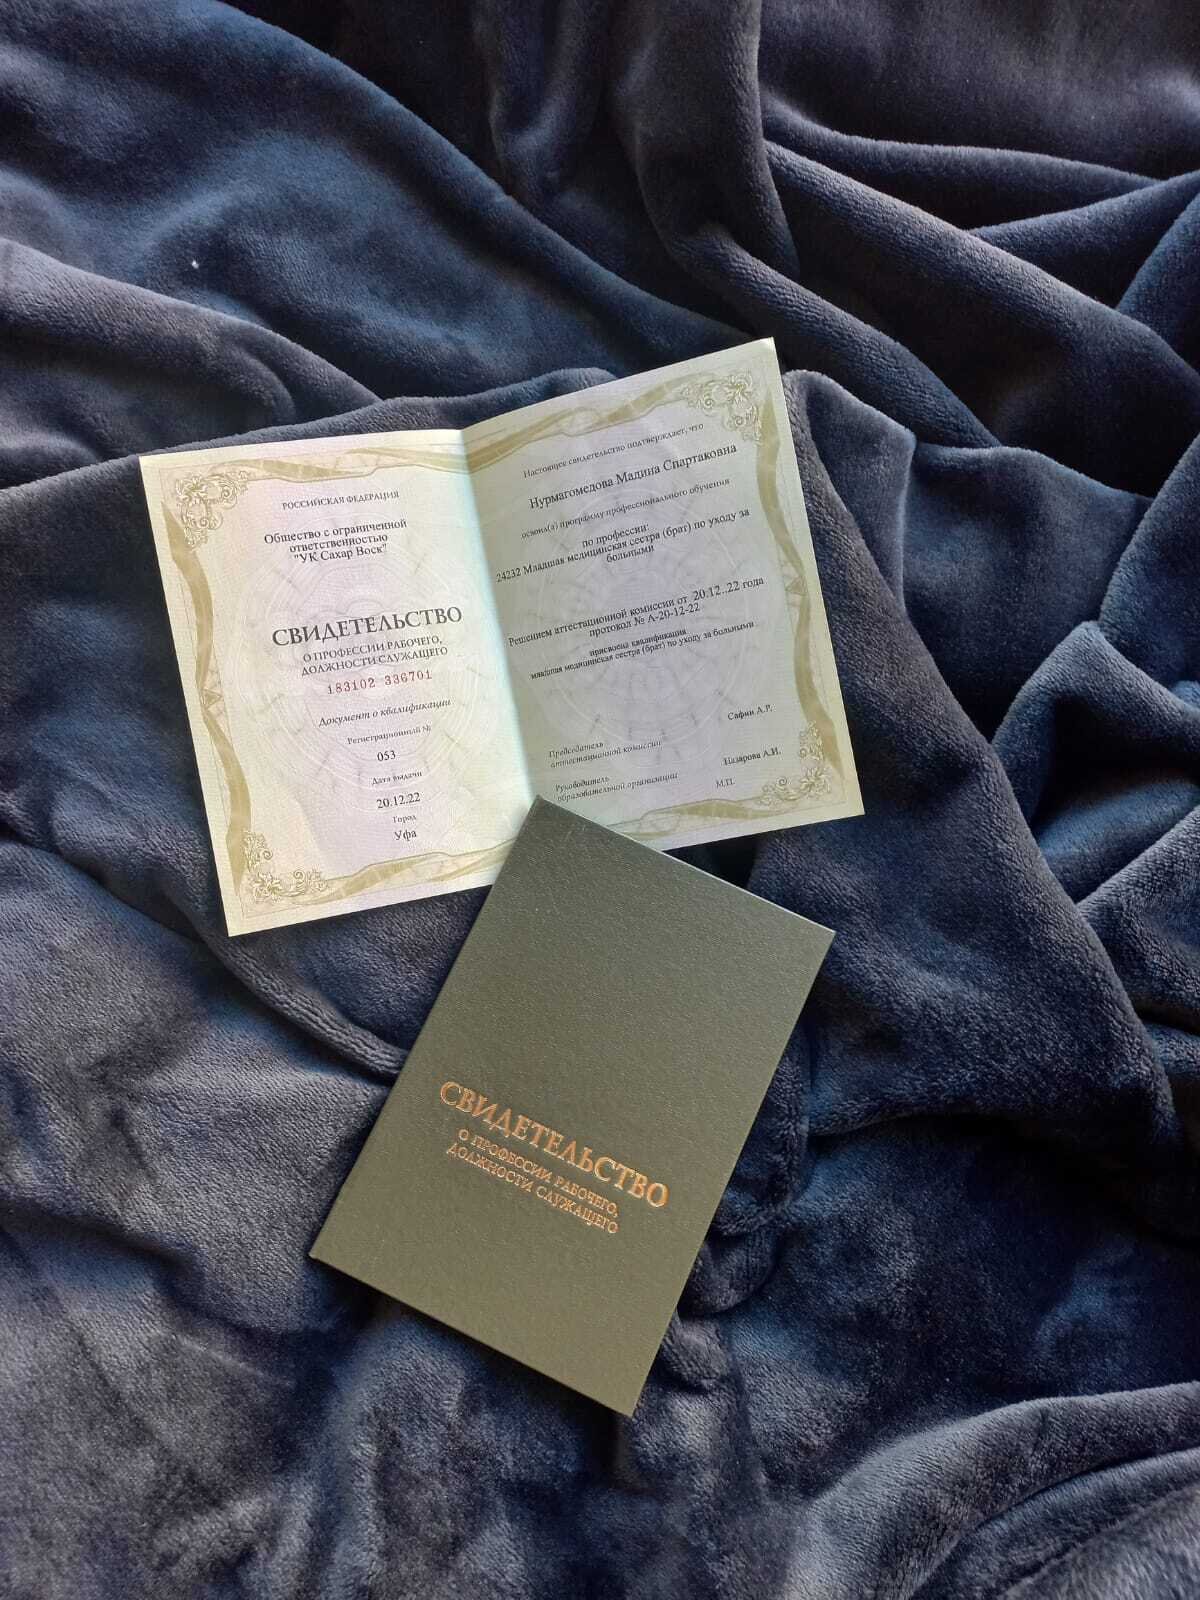 РОССИЙСКАЯ ФЕДЕРАЦИЯ
Общество с ограниченной
ответственностью
"УК Сахар Воск"
СВИДЕТЕЛЬСТВО
О ПРОФЕССИИ РАБОЧЕГО,
ДОЛЖНОСТИ СЛУЖАЩЕГО
183102 336701
Документ о квалификации
Регистрационный №
053
Дата выдачи
20.12.22
Город
Уфа
Настоящее свидетельство подтверждает, что
Нурмагомедова Мадина Спартаковна
освоил(а) программу профессионального обучения
по профессии:
24232 Младшая медицинская сестра (брат) по уходу за
больными
Решением аттестационной комиссии от 20.12..22 года
протокол № А-20-12-22
присвоена квалификация
младшая медицинская сестра (брат) по уходу за больными
Председатель
аттестационной комиссии
Сафин А.Р.
Руководитель
образовательной организации
Назарова А.И.
М.П.
СВИДЕТЕЛЬСТВО
О ПРОФЕССИИ РАБОЧЕГО,
ДОЛЖНОСТИ СЛУЖАЩЕГО